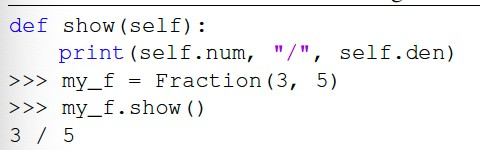 def show(self):
    print(self.num, "/", self.den)
>>> my_f = Fraction(3, 5)
>>> my_f.show()
3 / 5